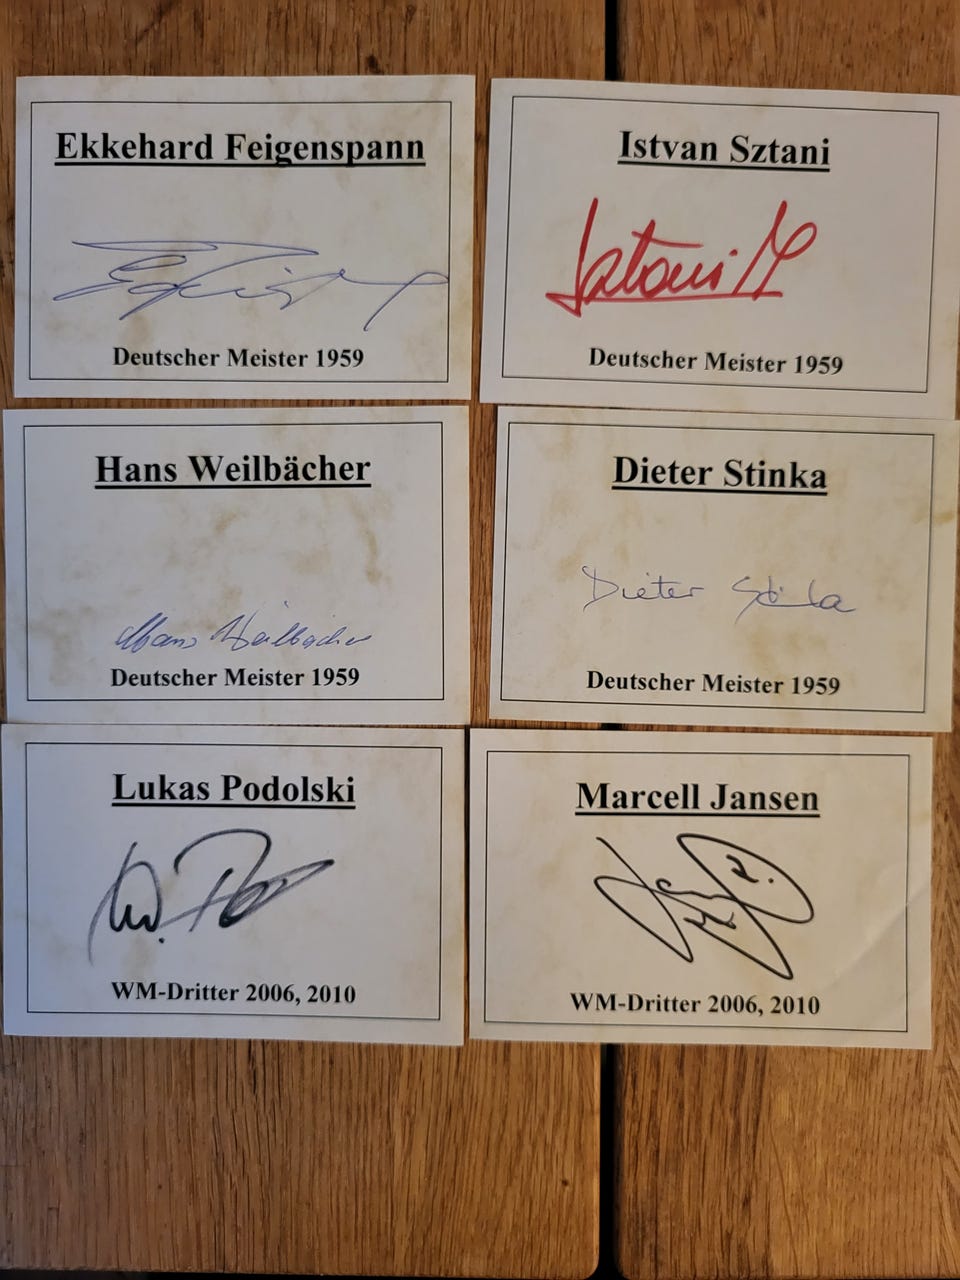 Ekkehard Feigenspann
Deutscher Meister 1959
Istvan Sztani
Sztani
Deutscher Meister 1959
Hans Weilbächer
Hans Weilbächer
Deutscher Meister 1959
Dieter Stinka
Dieter Stinka
Deutscher Meister 1959
Lukas Podolski
WM-Dritter 2006, 2010
Marcell Jansen
WM-Dritter 2006, 2010